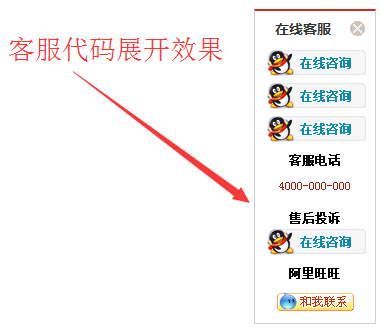 客服代码展开效果
在线客服
在线咨询
在线咨询
在线咨询
客服电话
4000-000-000
售后投诉
在线咨询
阿里旺旺
和我联系